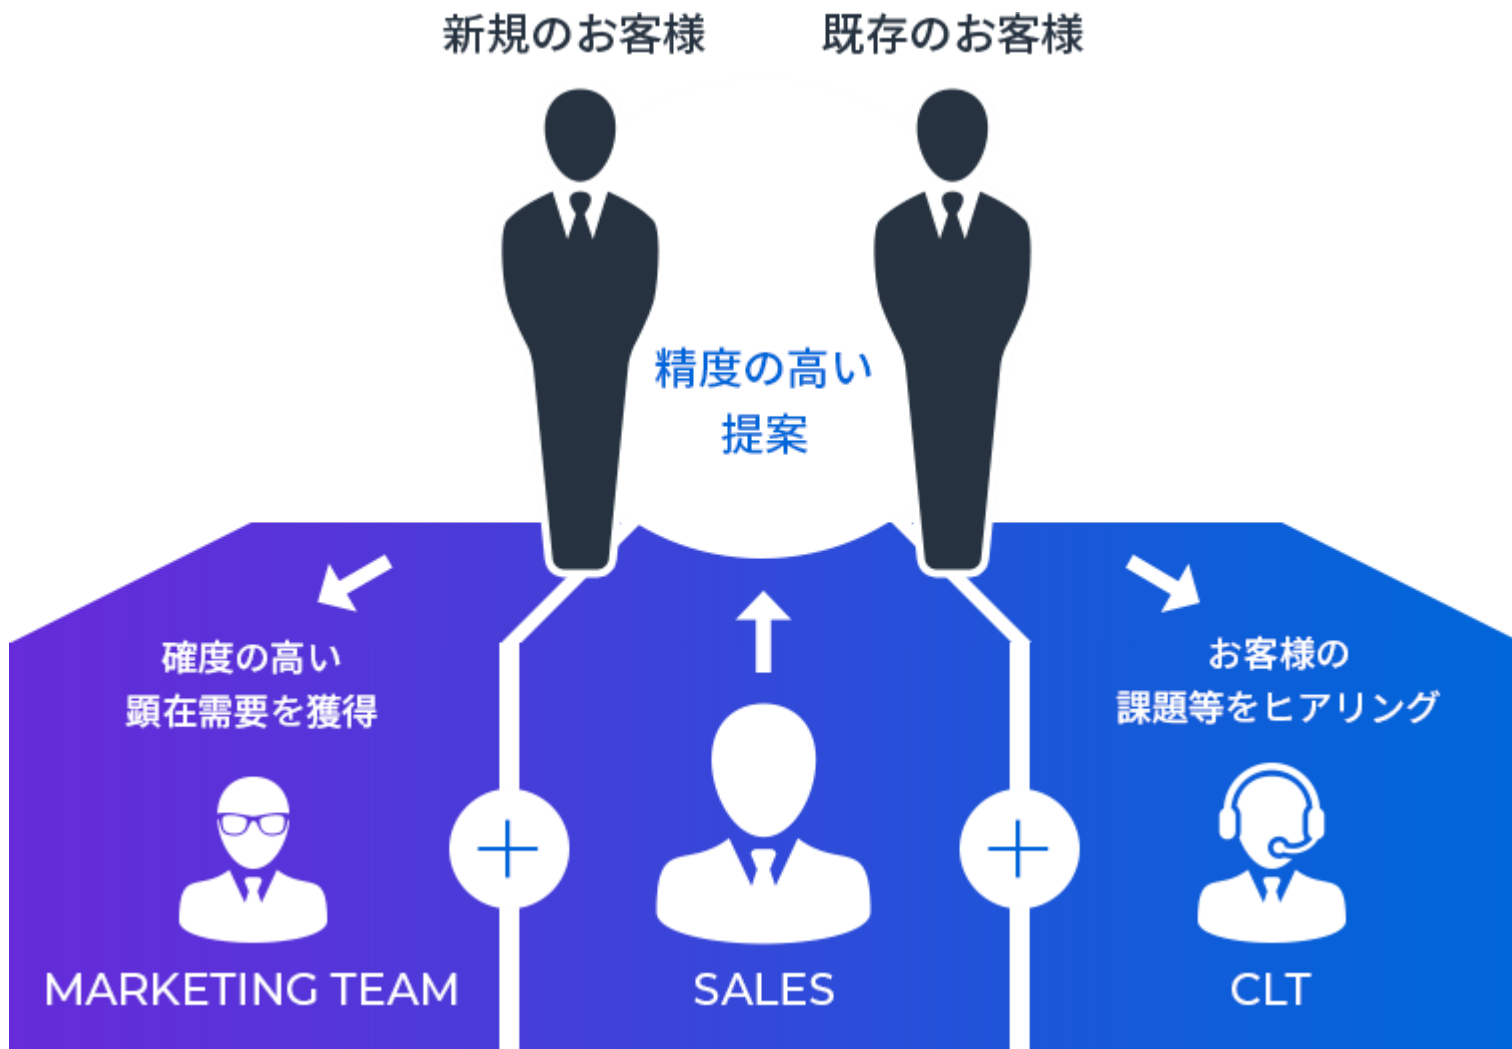 新規のお客様
既存のお客様
精度の高い
提案
確度の高い
顕在需要を獲得
お客様の
課題等をヒアリング
MARKETING TEAM
SALES
CLT